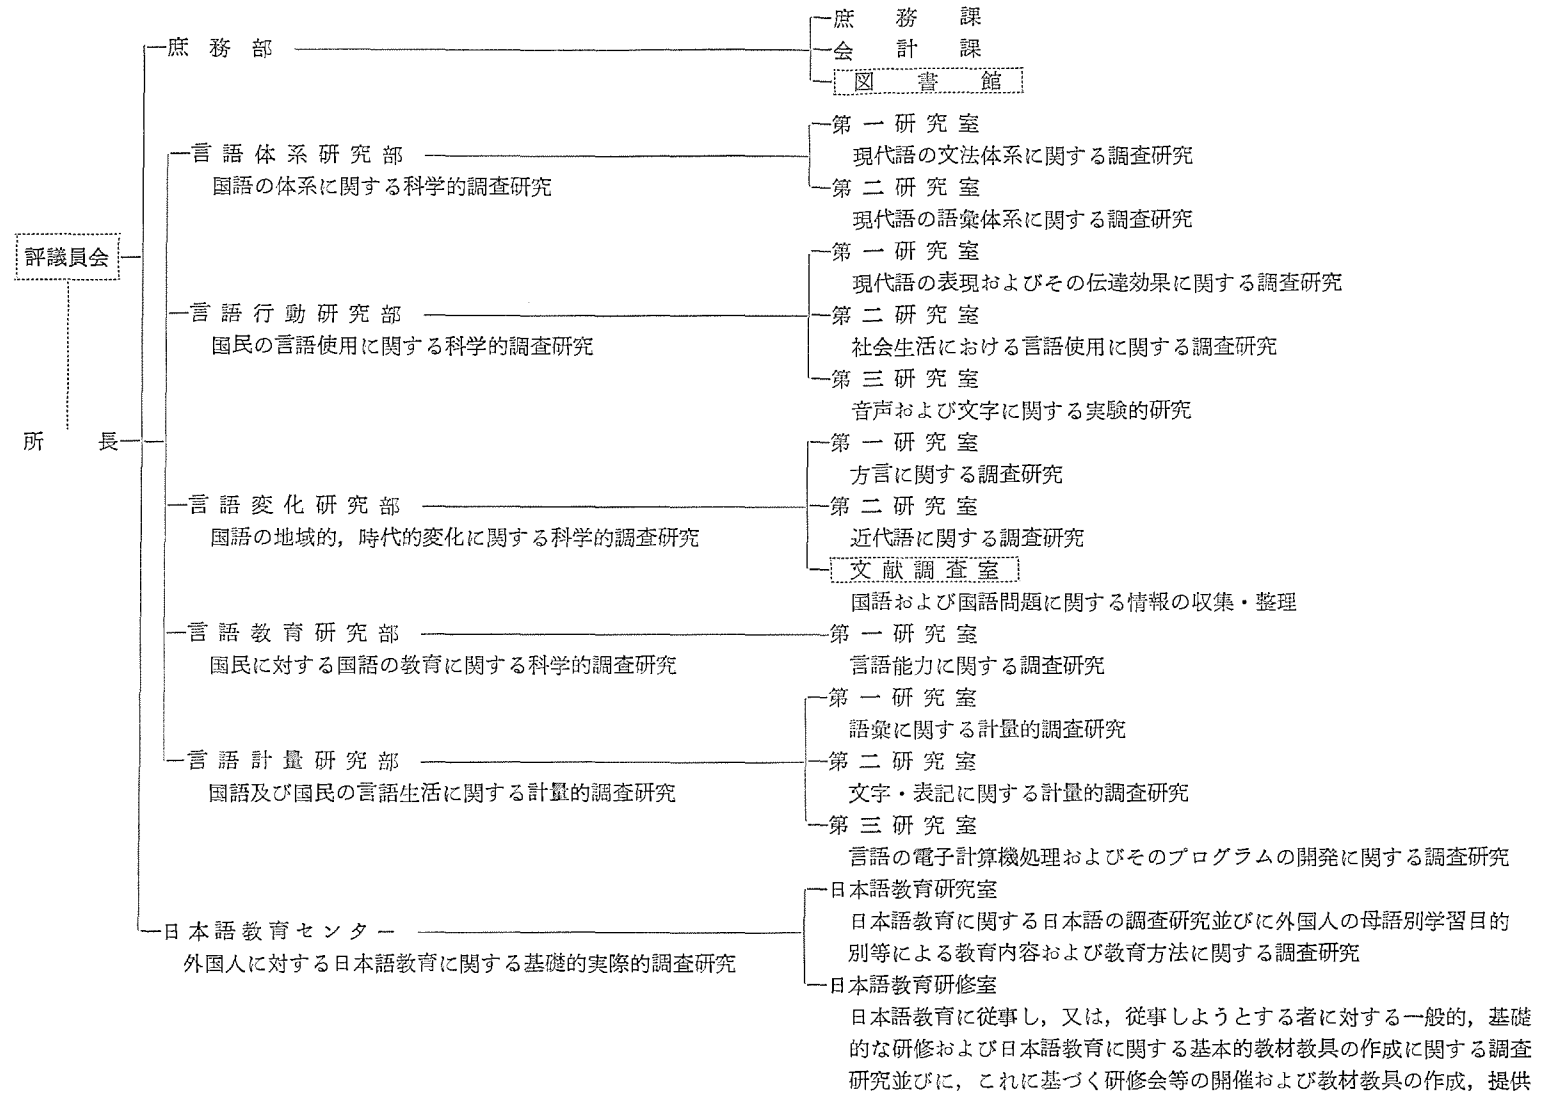 庶務部
庶務課
会計課
図書館
言語体系研究部
国語の体系に関する科学的調査研究
第一研究室
現代語の文法体系に関する調査研究
第二研究室
現代語の語彙体系に関する調査研究
評議員会
言語行動研究部
国民の言語使用に関する科学的調査研究
第一研究室
現代語の表現およびその伝達効果に関する調査研究
第二研究室
社会生活における言語使用に関する調査研究
第三研究室
音声および文字に関する実験的研究
所長
言語変化研究部
国語の地域的，時代的変化に関する科学的調査研究
第一研究室
方言に関する調査研究
第二研究室
近代語に関する調査研究
文献調査室
国語および国語問題に関する情報の収集・整理
言語教育研究部
国民に対する国語の教育に関する科学的調査研究
第一研究室
言語能力に関する調査研究
言語計量研究部
国語及び国民の言語生活に関する計量的調査研究
第一研究室
語彙に関する計量的調査研究
第二研究室
文字・表記に関する計量的調査研究
第三研究室
言語の電子計算機処理およびそのプログラムの開発に関する調査研究
日本語教育センター
外国人に対する日本語教育に関する基礎的実際的調査研究
日本語教育研究室
日本語教育に関する日本語の調査研究並びに外国人の母語別学習目的
別等による教育内容および教育方法に関する調査研究
日本語教育研修室
日本語教育に従事し，又は，従事しようとする者に対する一般的，基礎
的な研修および日本語教育に関する基本的教材教具の作成に関する調査
研究並びに，これに基づく研修会等の開催および教材教具の作成，提供